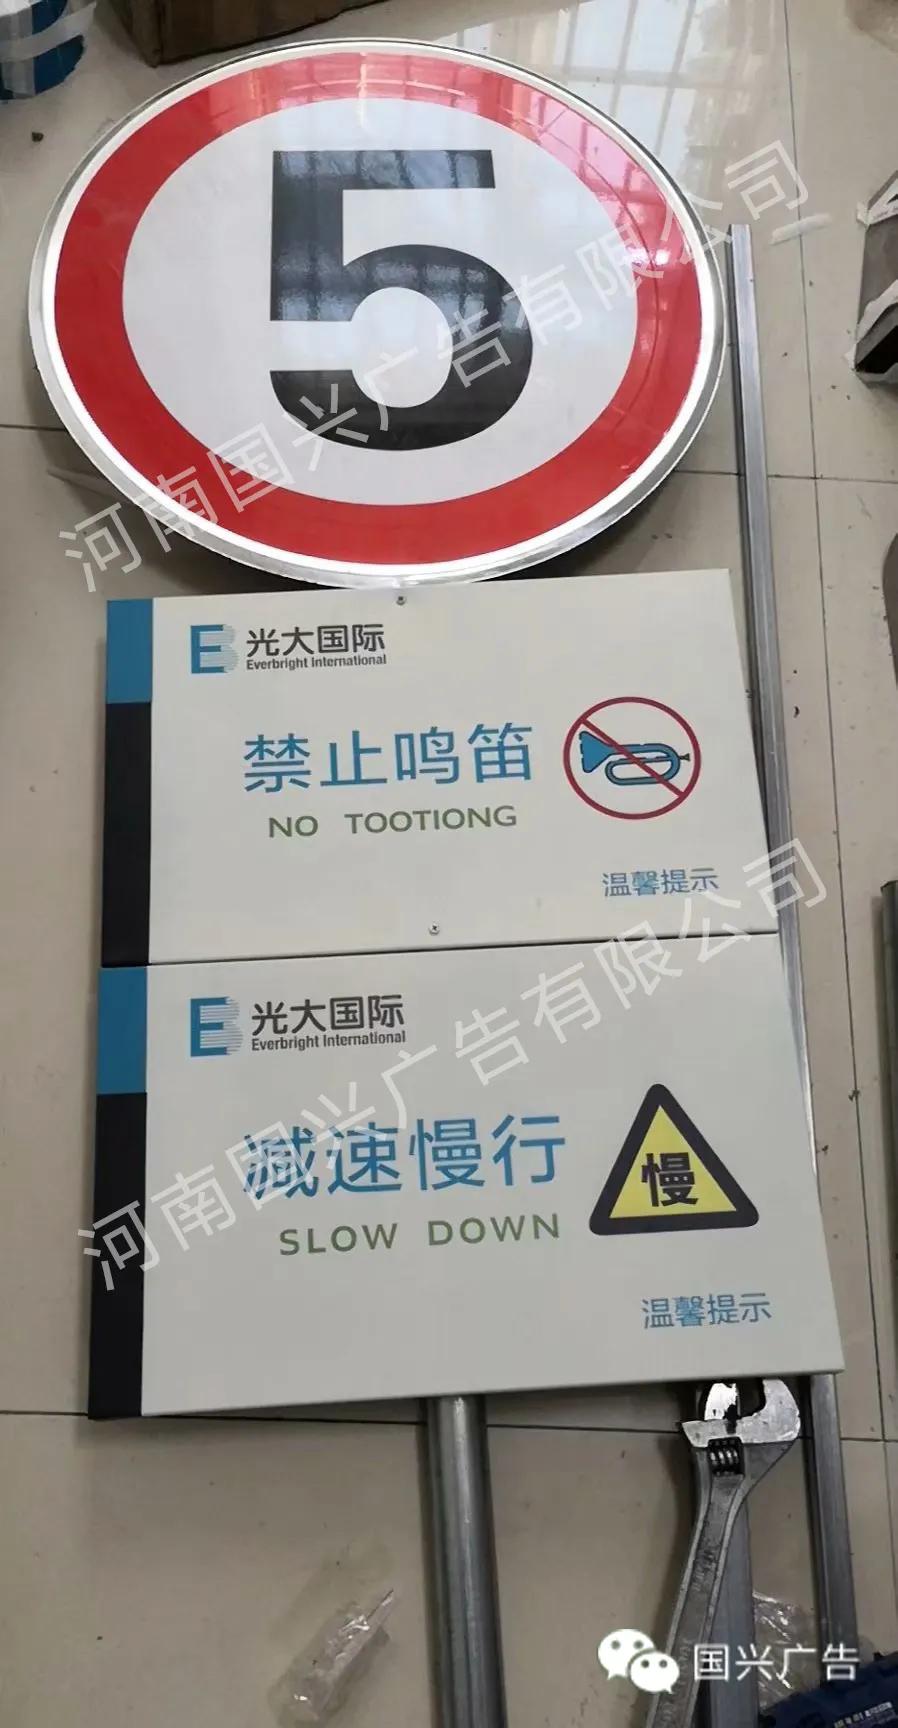 5
河南国兴广告有限公司
光大国际
Everbright International
禁止鸣笛
NO TOOTIONG
温馨提示
河南国兴广告有限公司
光大国际
Everbright International
减速慢行
慢
SLOW DOWN
温馨提示
国兴广告